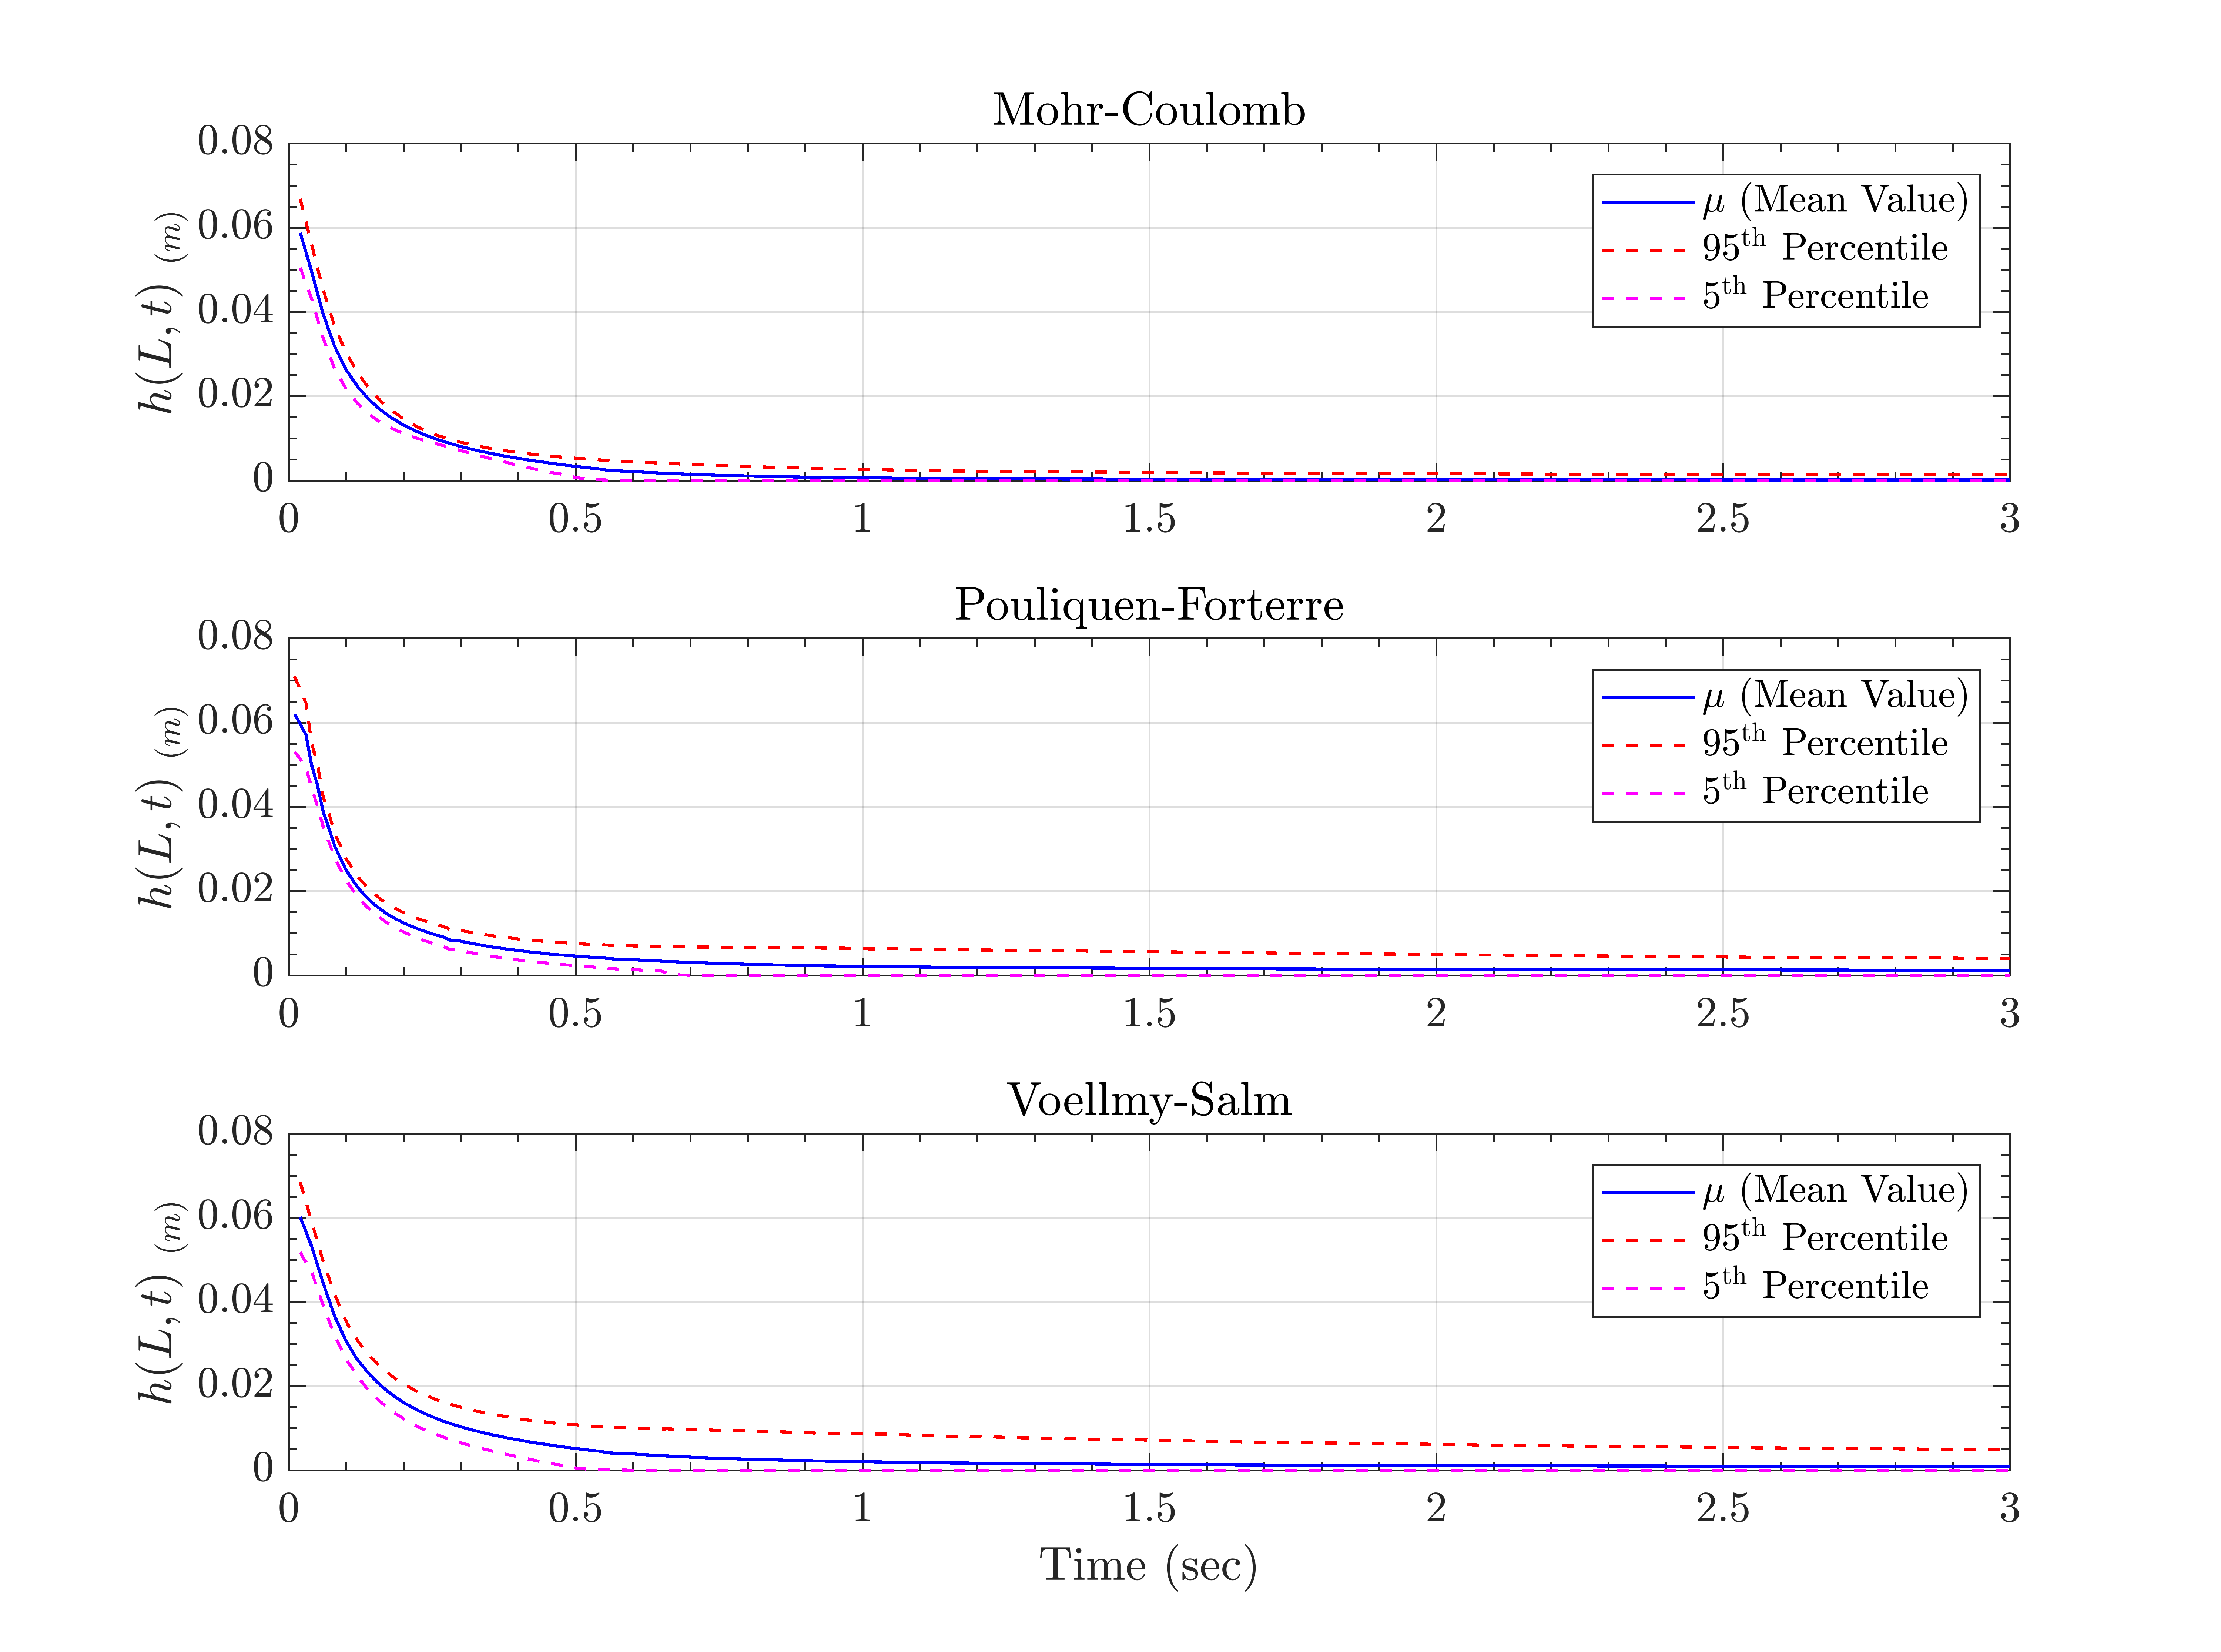 Mohr-Coulomb
h(L, t) (m)
0.08
0.06
0.04
0.02
0
μ (Mean Value)
95th Percentile
5th Percentile
0 0.5 1 1.5 2 2.5 3
Pouliquen-Forterre
h(L, t) (m)
0.08
0.06
0.04
0.02
0
μ (Mean Value)
95th Percentile
5th Percentile
0 0.5 1 1.5 2 2.5 3
Voellmy-Salm
h(L, t) (m)
0.08
0.06
0.04
0.02
0
μ (Mean Value)
95th Percentile
5th Percentile
0 0.5 1 1.5 2 2.5 3
Time (sec)